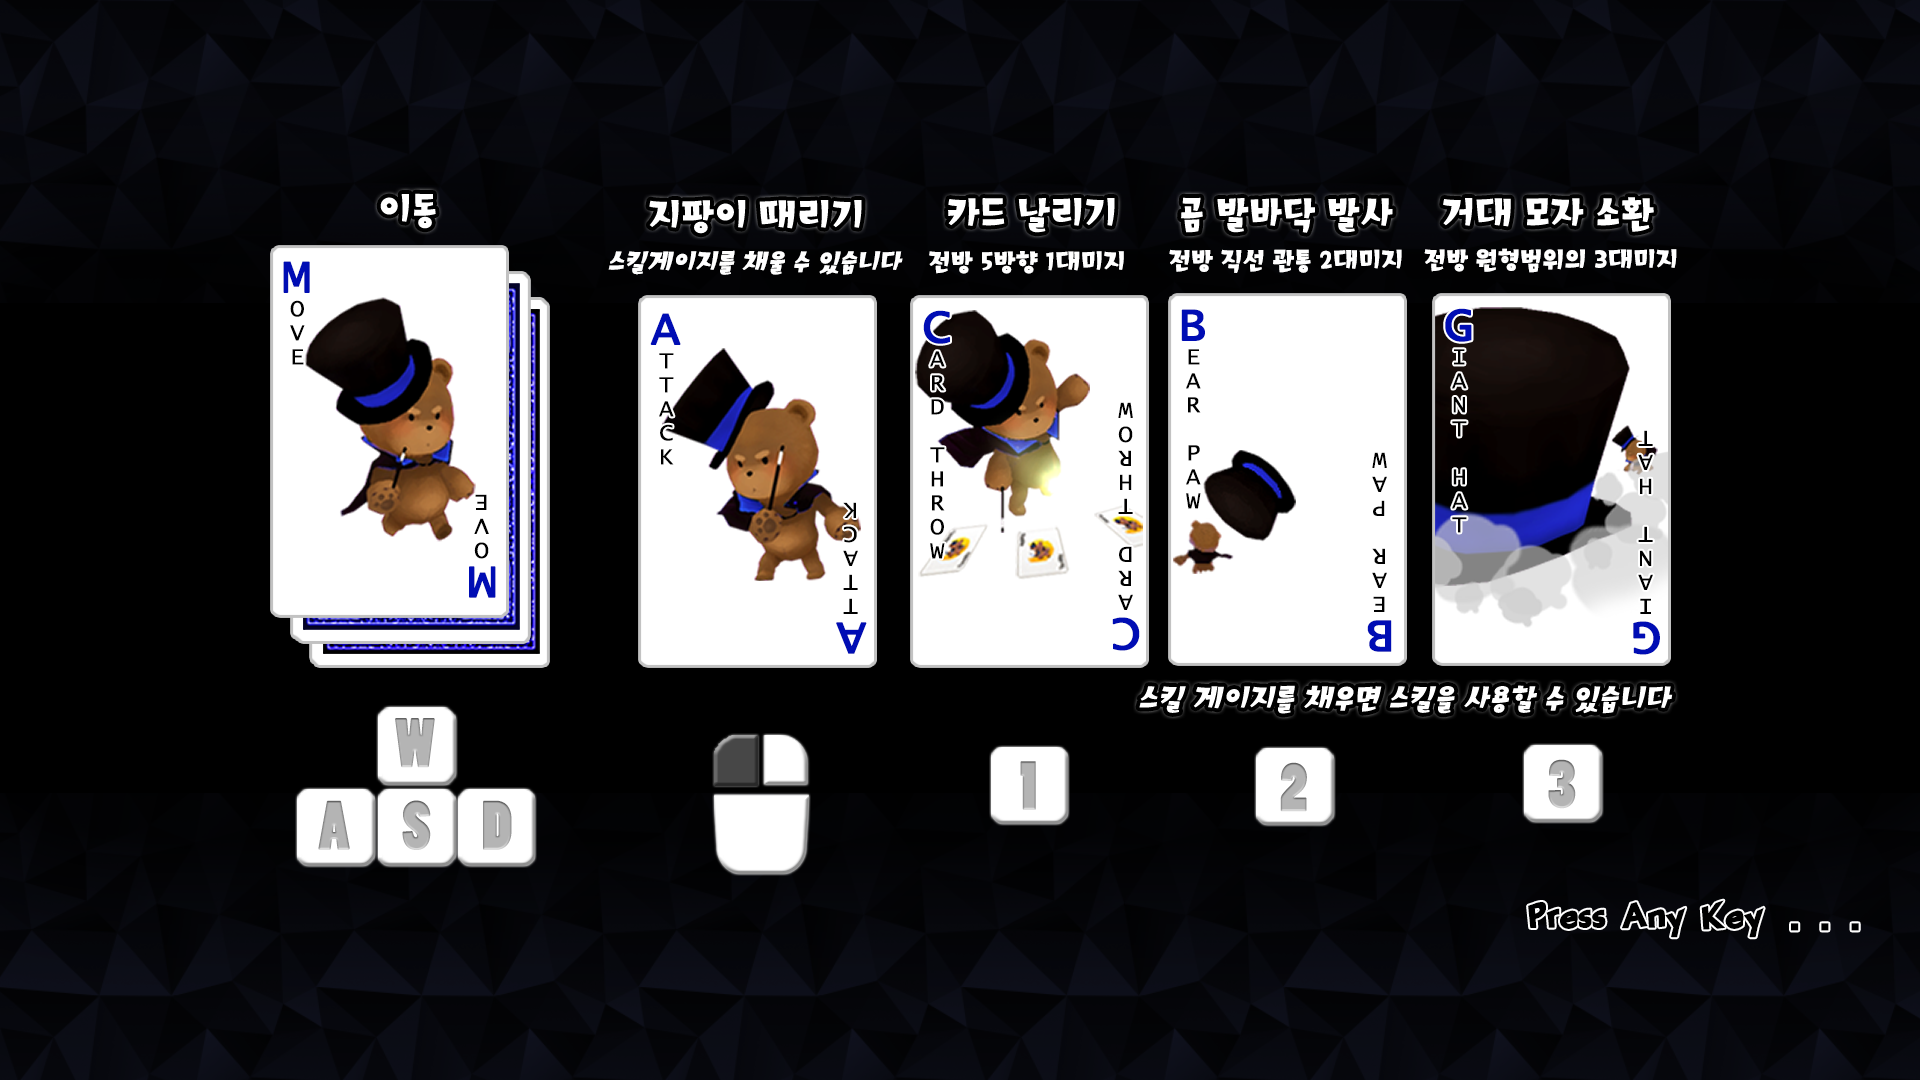 이동
지팡이 때리기
카드 날리기
곰 발바닥 발사
거대 모자 소환
스킬게이지를 채울 수 있습니다
전방 5방향 1대미지
전방 직선 관통 2대미지
전방 원형범위의 3대미지
MOVE
MOVE
ATTACK
ATTACK
CARD THROW
CARD THROW
BEAR PAW
BEAR PAW
GIANT HAT
GIANT HAT
스킬 게이지를 채우면 스킬을 사용할 수 있습니다
W
A S D
1
2
3
Press Any Key . . .